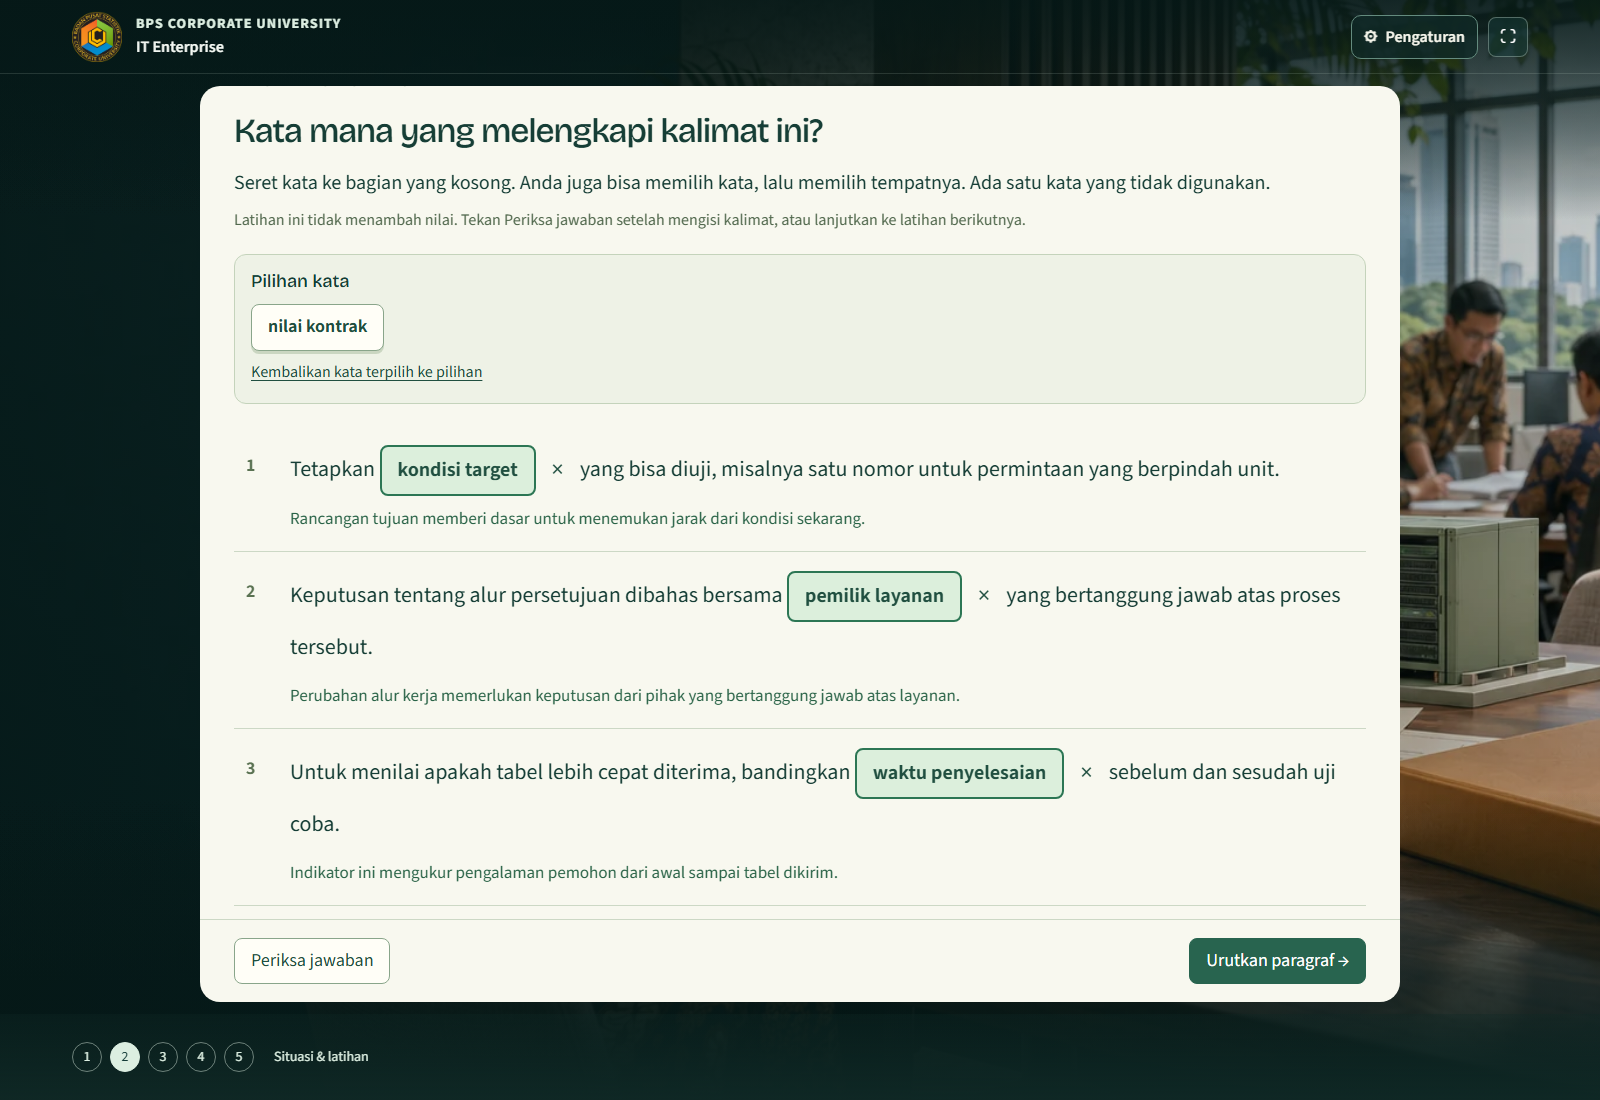 BPS CORPORATE UNIVERSITY
IT Enterprise
Pengaturan
Kata mana yang melengkapi kalimat ini?
Seret kata ke bagian yang kosong. Anda juga bisa memilih kata, lalu memilih tempatnya. Ada satu kata yang tidak digunakan.
Latihan ini tidak menambah nilai. Tekan Periksa jawaban setelah mengisi kalimat, atau lanjutkan ke latihan berikutnya.
Pilihan kata
nilai kontrak
Kembalikan kata terpilih ke pilihan
1 Tetapkan kondisi target × yang bisa diuji, misalnya satu nomor untuk permintaan yang berpindah unit.
Rancangan tujuan memberi dasar untuk menemukan jarak dari kondisi sekarang.
2 Keputusan tentang alur persetujuan dibahas bersama pemilik layanan × yang bertanggung jawab atas proses
tersebut.
Perubahan alur kerja memerlukan keputusan dari pihak yang bertanggung jawab atas layanan.
3 Untuk menilai apakah tabel lebih cepat diterima, bandingkan waktu penyelesaian × sebelum dan sesudah uji
coba.
Indikator ini mengukur pengalaman pemohon dari awal sampai tabel dikirim.
Periksa jawaban
Urutkan paragraf →
1 2 3 4 5 Situasi & latihan